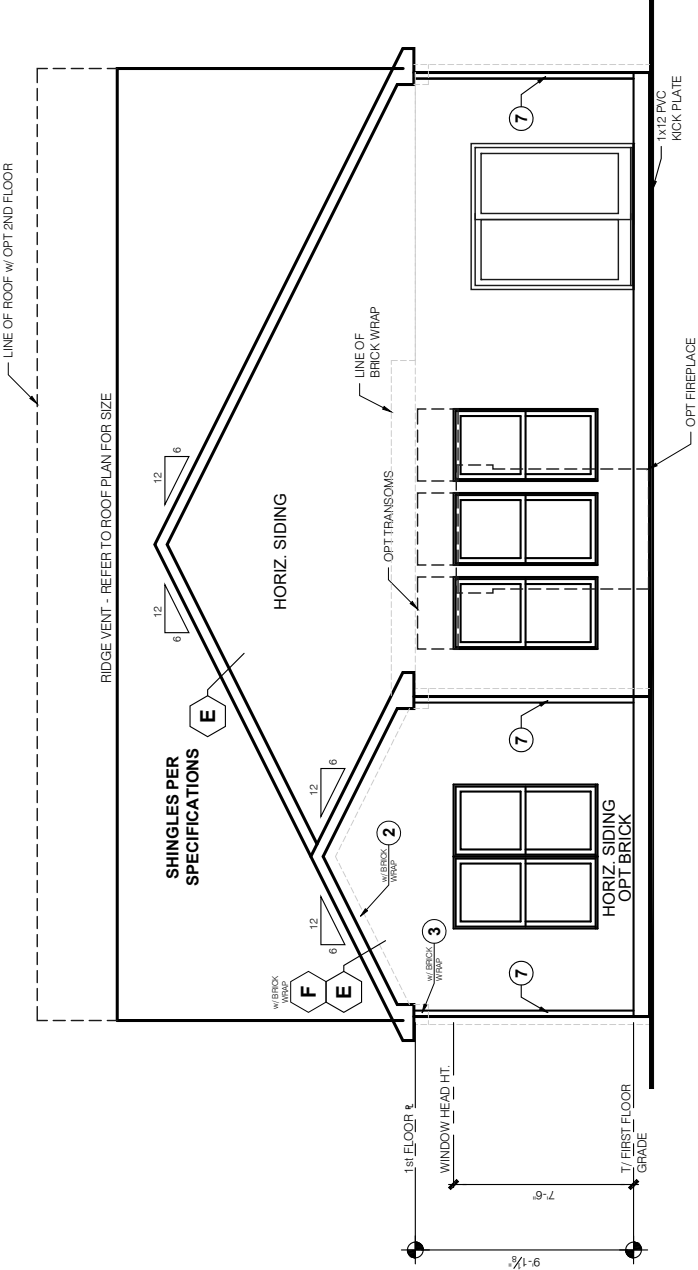 LINE OF ROOF w/ OPT 2ND FLOOR
RIDGE VENT - REFER TO ROOF PLAN FOR SIZE
12
6
12
6
E
SHINGLES PER
SPECIFICATIONS
HORIZ. SIDING
12
6
12
6
w/ BRICK
WRAP
F
E
w/ BRICK
WRAP
2
w/ BRICK
WRAP
3
LINE OF
BRICK WRAP
OPT TRANSOMS
7
7
7
HORIZ. SIDING
OPT BRICK
1x12 PVC
KICK PLATE
OPT FIREPLACE
1st FLOOR PL
WINDOW HEAD HT.
T/ FIRST FLOOR
GRADE
7'-6"
9'-1⅛"